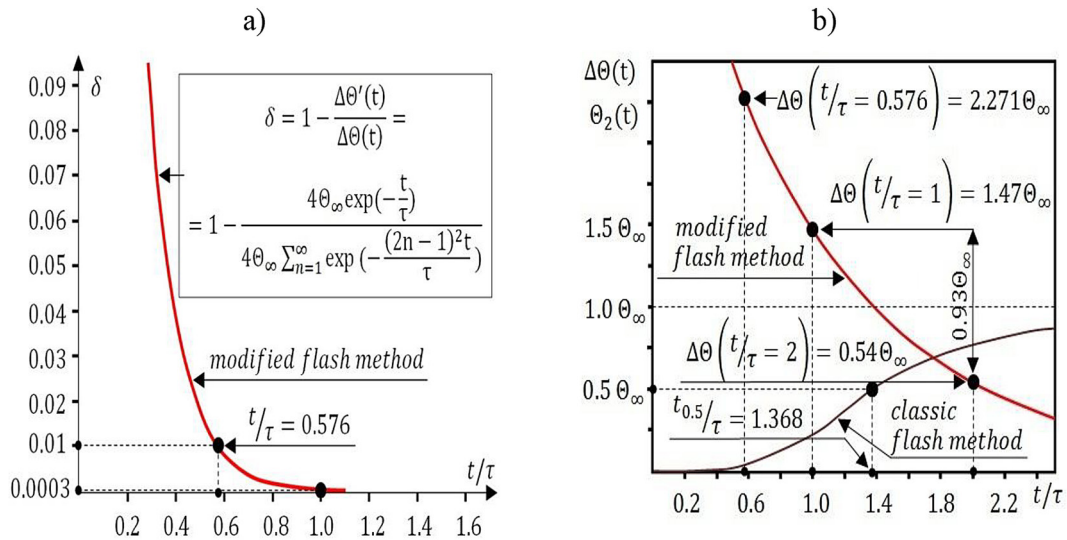 a)
0.09
δ
0.08
0.07
0.06
0.05
0.04
0.03
0.02
0.01
0.0003
δ = 1 − ΔΘ′(t)/ΔΘ(t) =
= 1 − 4Θ∞exp(−t/τ) / 4Θ∞ ∑ₙ₌₁^∞ exp (−(2n − 1)²t/τ)
modified flash method
t/τ = 0.576
t/τ
0.2 0.4 0.6 0.8 1.0 1.2 1.4 1.6
b)
ΔΘ(t)
Θ₂(t)
ΔΘ(t/τ = 0.576) = 2.271Θ∞
ΔΘ(t/τ = 1) = 1.47Θ∞
1.5 Θ∞
modified
flash method
0.93Θ∞
1.0 Θ∞
ΔΘ(t/τ = 2) = 0.54Θ∞
0.5 Θ∞
t₀.₅/τ = 1.368
classic
flash method
0.2 0.6 1.0 1.4 1.8 2.2 t/τ